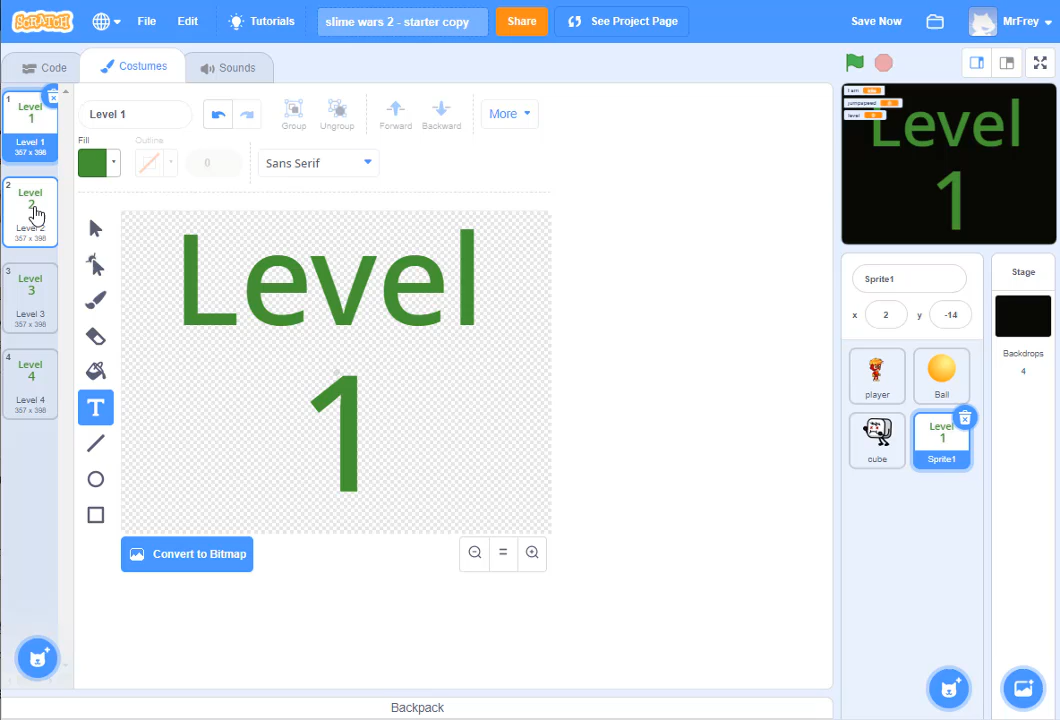 SCRATCH
File
Edit
Tutorials
slime wars 2 - starter copy
Share
See Project Page
Save Now
MrFrey
Code
Costumes
Sounds
1
Level
1
Level 1
357 x 398
2
Level
2
Level 2
357 x 398
3
Level
3
Level 3
357 x 398
4
Level
4
Level 4
357 x 398
Level 1
Group
Ungroup
Forward
Backward
More
Fill
Outline
0
Sans Serif
T
Level
1
Convert to Bitmap
I am
jumpspeed
level
Level
1
Sprite1
x
2
y
-14
player
Ball
cube
Level
1
Sprite1
Stage
Backdrops
4
Backpack